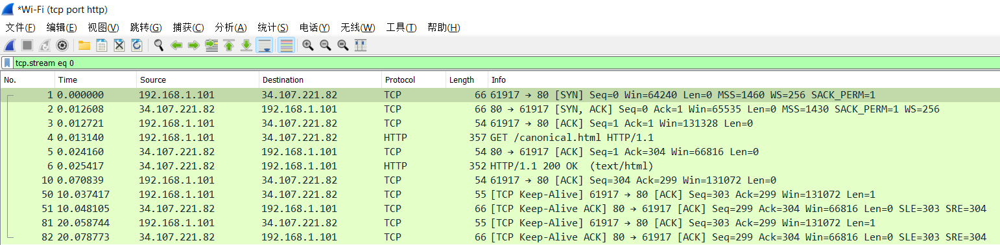 *Wi-Fi (tcp port http)
文件(F) 编辑(E) 视图(V) 跳转(G) 捕获(C) 分析(A) 统计(S) 电话(Y) 无线(W) 工具(T) 帮助(H)
tcp.stream eq 0
No. Time Source Destination Protocol Length Info
1 0.000000 192.168.1.101 34.107.221.82 TCP 66 61917 → 80 [SYN] Seq=0 Win=64240 Len=0 MSS=1460 WS=256 SACK_PERM=1
2 0.012608 34.107.221.82 192.168.1.101 TCP 66 80 → 61917 [SYN, ACK] Seq=0 Ack=1 Win=65535 Len=0 MSS=1430 SACK_PERM=1 WS=256
3 0.012721 192.168.1.101 34.107.221.82 TCP 54 61917 → 80 [ACK] Seq=1 Ack=1 Win=131328 Len=0
4 0.013140 192.168.1.101 34.107.221.82 HTTP 357 GET /canonical.html HTTP/1.1
5 0.024160 34.107.221.82 192.168.1.101 TCP 54 80 → 61917 [ACK] Seq=1 Ack=304 Win=66816 Len=0
6 0.025417 34.107.221.82 192.168.1.101 HTTP 352 HTTP/1.1 200 OK (text/html)
10 0.070839 192.168.1.101 34.107.221.82 TCP 54 61917 → 80 [ACK] Seq=304 Ack=299 Win=131072 Len=0
50 10.037417 192.168.1.101 34.107.221.82 TCP 55 [TCP Keep-Alive] 61917 → 80 [ACK] Seq=303 Ack=299 Win=131072 Len=1
51 10.048105 34.107.221.82 192.168.1.101 TCP 66 [TCP Keep-Alive ACK] 80 → 61917 [ACK] Seq=299 Ack=304 Win=66816 Len=0 SLE=303 SRE=304
81 20.058744 192.168.1.101 34.107.221.82 TCP 55 [TCP Keep-Alive] 61917 → 80 [ACK] Seq=303 Ack=299 Win=131072 Len=1
82 20.078773 34.107.221.82 192.168.1.101 TCP 66 [TCP Keep-Alive ACK] 80 → 61917 [ACK] Seq=299 Ack=304 Win=66816 Len=0 SLE=303 SRE=304